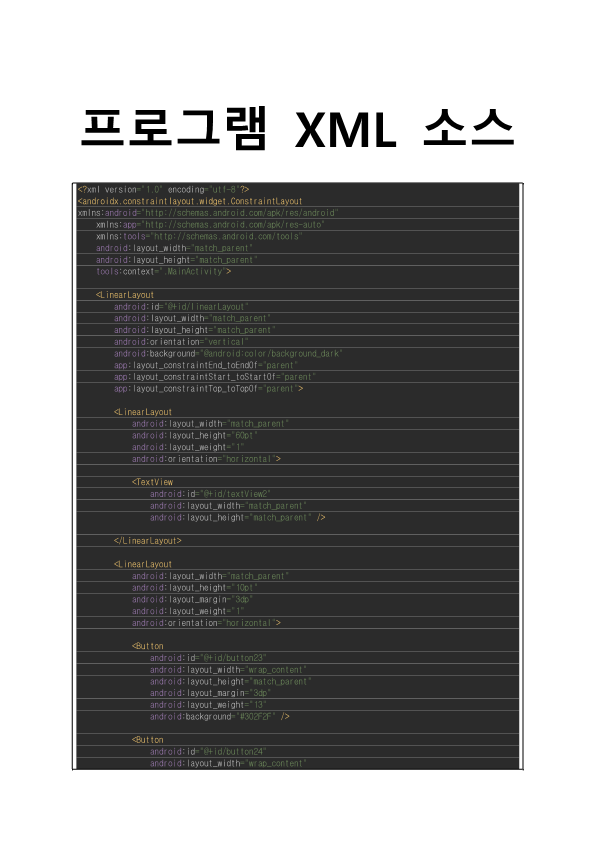 프로그램 XML 소스
<?xml version="1.0" encoding="utf-8"?>
<androidx.constraintlayout.widget.ConstraintLayout
xmlns:android="http://schemas.android.com/apk/res/android"
xmlns:app="http://schemas.android.com/apk/res-auto"
xmlns:tools="http://schemas.android.com/tools"
android:layout_width="match_parent"
android:layout_height="match_parent"
tools:context=".MainActivity">
<LinearLayout
android:id="@+id/linearLayout"
android:layout_width="match_parent"
android:layout_height="match_parent"
android:orientation="vertical"
android:background="@android:color/background_dark"
app:layout_constraintEnd_toEndOf="parent"
app:layout_constraintStart_toStartOf="parent"
app:layout_constraintTop_toTopOf="parent">
<LinearLayout
android:layout_width="match_parent"
android:layout_height="60pt"
android:layout_weight="1"
android:orientation="horizontal">
<TextView
android:id="@+id/textView2"
android:layout_width="match_parent"
android:layout_height="match_parent" />
</LinearLayout>
<LinearLayout
android:layout_width="match_parent"
android:layout_height="10pt"
android:layout_margin="3dp"
android:layout_weight="1"
android:orientation="horizontal">
<Button
android:id="@+id/button23"
android:layout_width="wrap_content"
android:layout_height="match_parent"
android:layout_margin="3dp"
android:layout_weight="13"
android:background="#302F2F" />
<Button
android:id="@+id/button24"
android:layout_width="wrap_content"